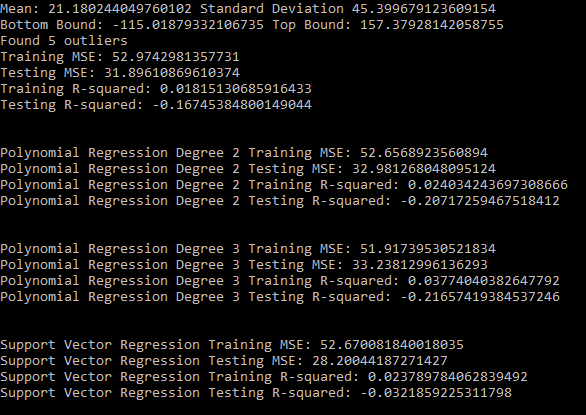 Mean: 21.180244049760102 Standard Deviation 45.399679123609154
Bottom Bound: -115.01879332106735 Top Bound: 157.37928142058755
Found 5 outliers
Training MSE: 52.9742981357731
Testing MSE: 31.89610869610374
Training R-squared: 0.01815130685916433
Testing R-squared: -0.16745384800149044
Polynomial Regression Degree 2 Training MSE: 52.6568923560894
Polynomial Regression Degree 2 Testing MSE: 32.981268048095124
Polynomial Regression Degree 2 Training R-squared: 0.024034243697308666
Polynomial Regression Degree 2 Testing R-squared: -0.20717259467518412
Polynomial Regression Degree 3 Training MSE: 51.91739530521834
Polynomial Regression Degree 3 Testing MSE: 33.23812996136293
Polynomial Regression Degree 3 Training R-squared: 0.03774040382647792
Polynomial Regression Degree 3 Testing R-squared: -0.21657419384537246
Support Vector Regression Training MSE: 52.670081840018035
Support Vector Regression Testing MSE: 28.20044187271427
Support Vector Regression Training R-squared: 0.023789784062839492
Support Vector Regression Testing R-squared: -0.0321859225311798